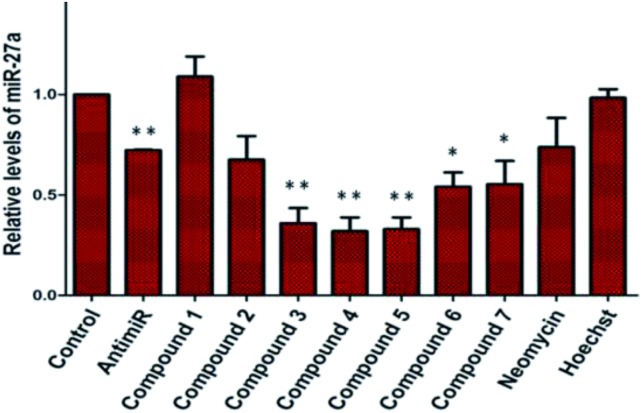 Relative levels of miR-27a
1.0
0.5
0.0
**
**
**
**
*
*
Control
AntimiR
Compound 1
Compound 2
Compound 3
Compound 4
Compound 5
Compound 6
Compound 7
Neomycin
Hoechst